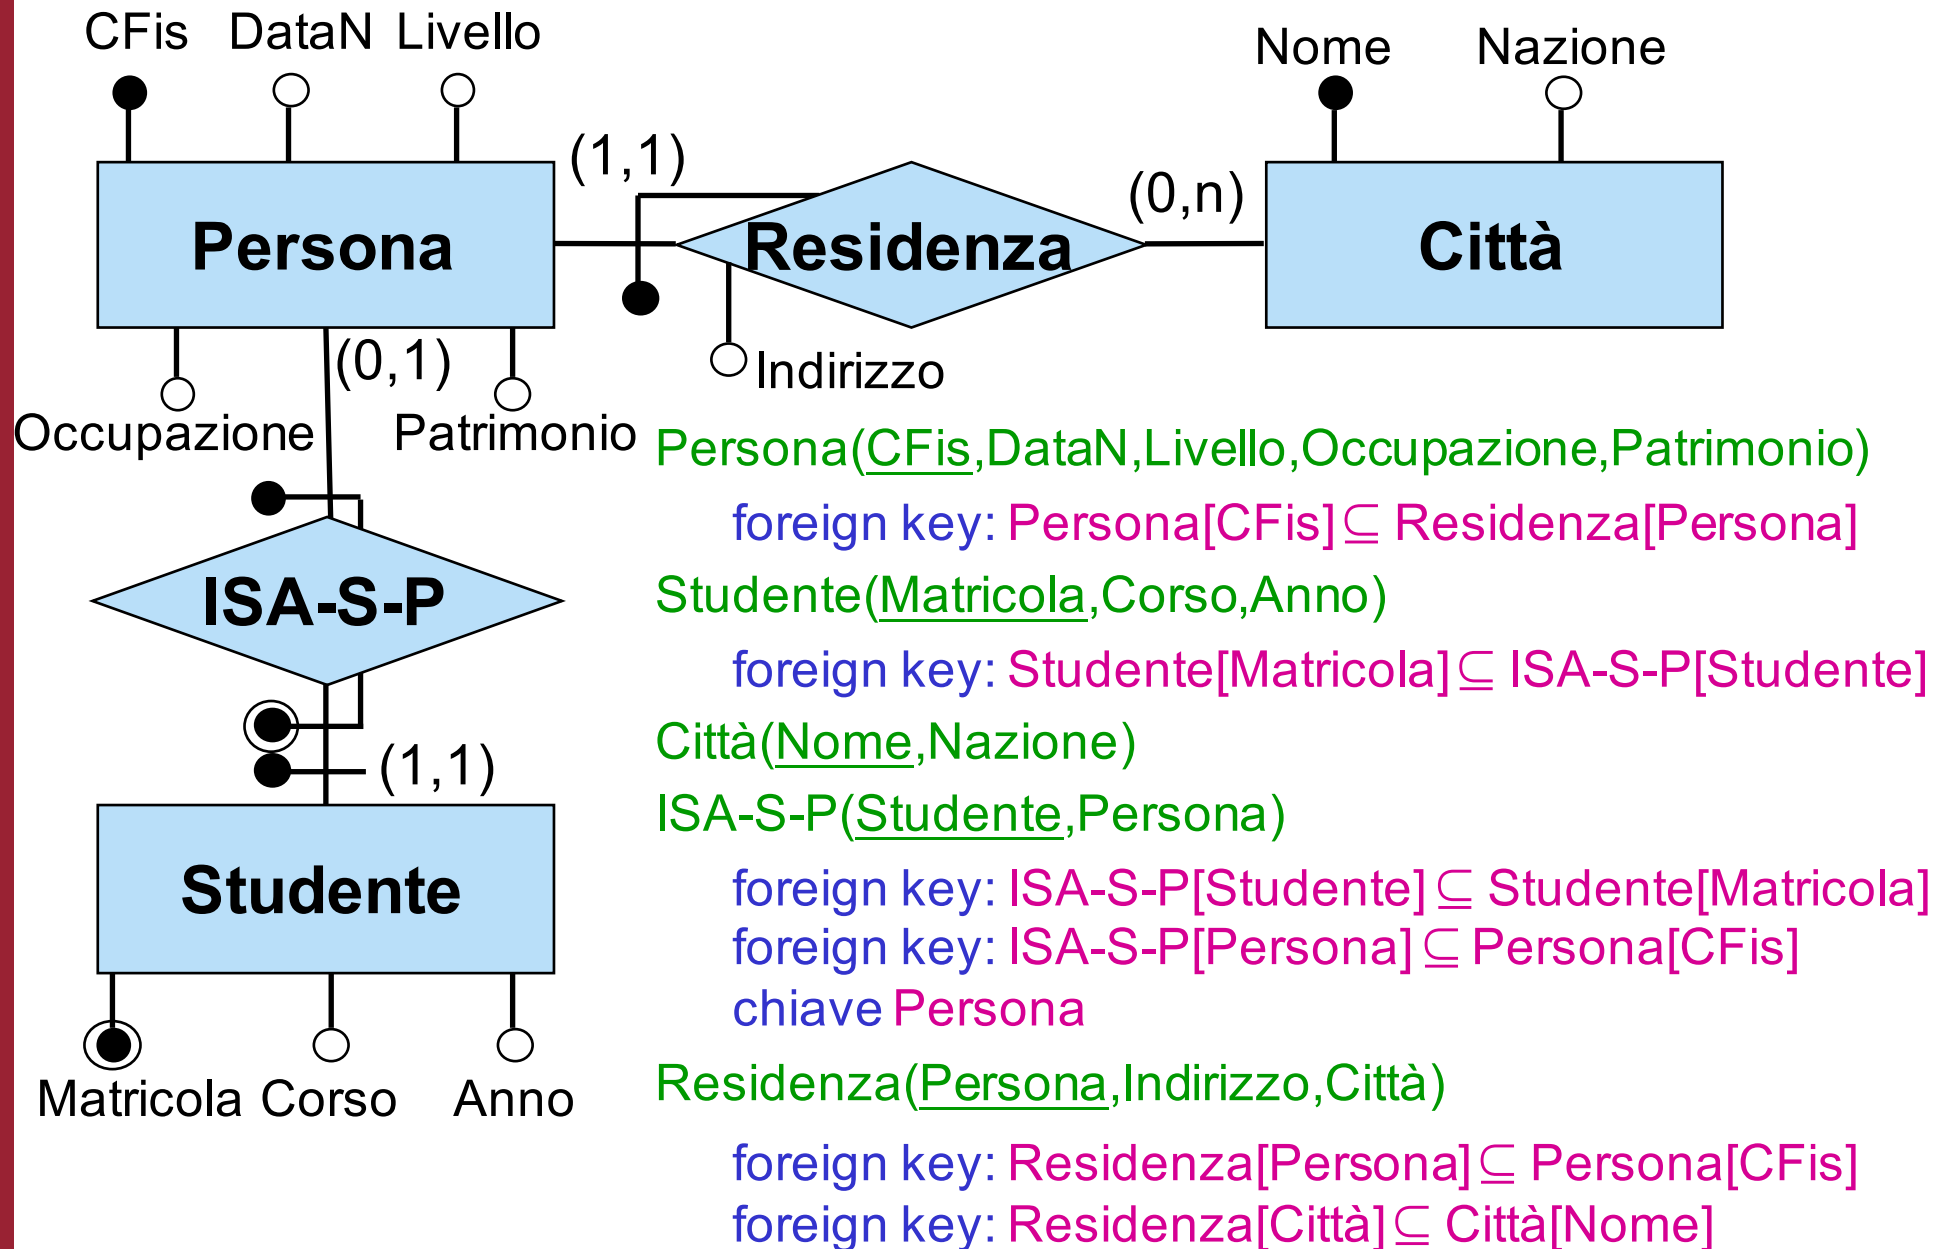 CFis DataN Livello
Nome Nazione
(1,1)
(0,n)
Persona
Residenza
Città
(0,1)
Indirizzo
Occupazione Patrimonio
Persona(CFis,DataN,Livello,Occupazione,Patrimonio)
foreign key: Persona[CFis] ⊆ Residenza[Persona]
ISA-S-P
Studente(Matricola,Corso,Anno)
foreign key: Studente[Matricola] ⊆ ISA-S-P[Studente]
Città(Nome,Nazione)
(1,1)
ISA-S-P(Studente,Persona)
Studente
foreign key: ISA-S-P[Studente] ⊆ Studente[Matricola]
foreign key: ISA-S-P[Persona] ⊆ Persona[CFis]
chiave Persona
Matricola Corso Anno
Residenza(Persona,Indirizzo,Città)
foreign key: Residenza[Persona] ⊆ Persona[CFis]
foreign key: Residenza[Città] ⊆ Città[Nome]